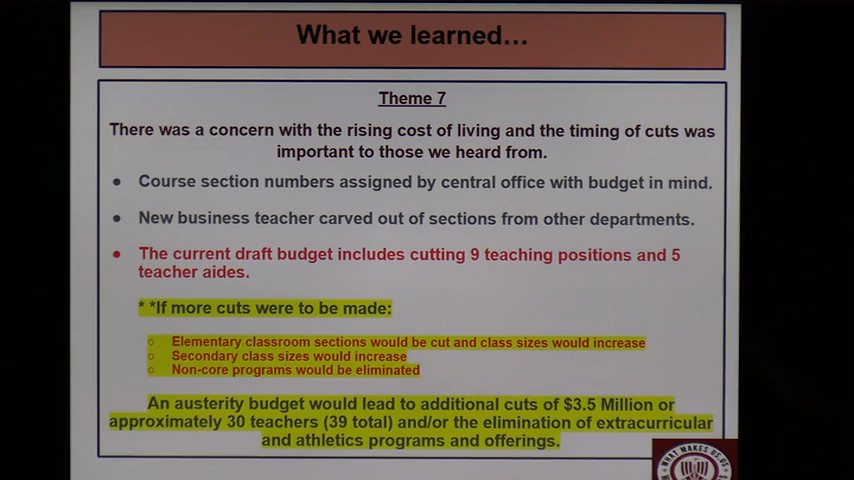 What we learned…
Theme 7
There was a concern with the rising cost of living and the timing of cuts was
important to those we heard from.
● Course section numbers assigned by central office with budget in mind.
● New business teacher carved out of sections from other departments.
● The current draft budget includes cutting 9 teaching positions and 5
teacher aides.
* *If more cuts were to be made:
○ Elementary classroom sections would be cut and class sizes would increase
○ Secondary class sizes would increase
○ Non-core programs would be eliminated
An austerity budget would lead to additional cuts of $3.5 Million or
approximately 30 teachers (39 total) and/or the elimination of extracurricular
and athletics programs and offerings.
WHAT MAKES US, US